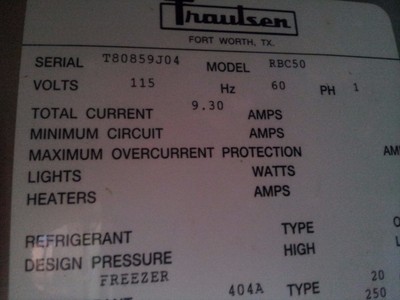 Traulsen
FORT WORTH, TX.
SERIAL T80859J04 MODEL RBC50
VOLTS 115 Hz 60 PH 1
TOTAL CURRENT 9.30 AMPS
MINIMUM CIRCUIT AMPS
MAXIMUM OVERCURRENT PROTECTION
LIGHTS WATTS
HEATERS AMPS
REFRIGERANT TYPE
DESIGN PRESSURE HIGH
FREEZER 404A TYPE 20
250